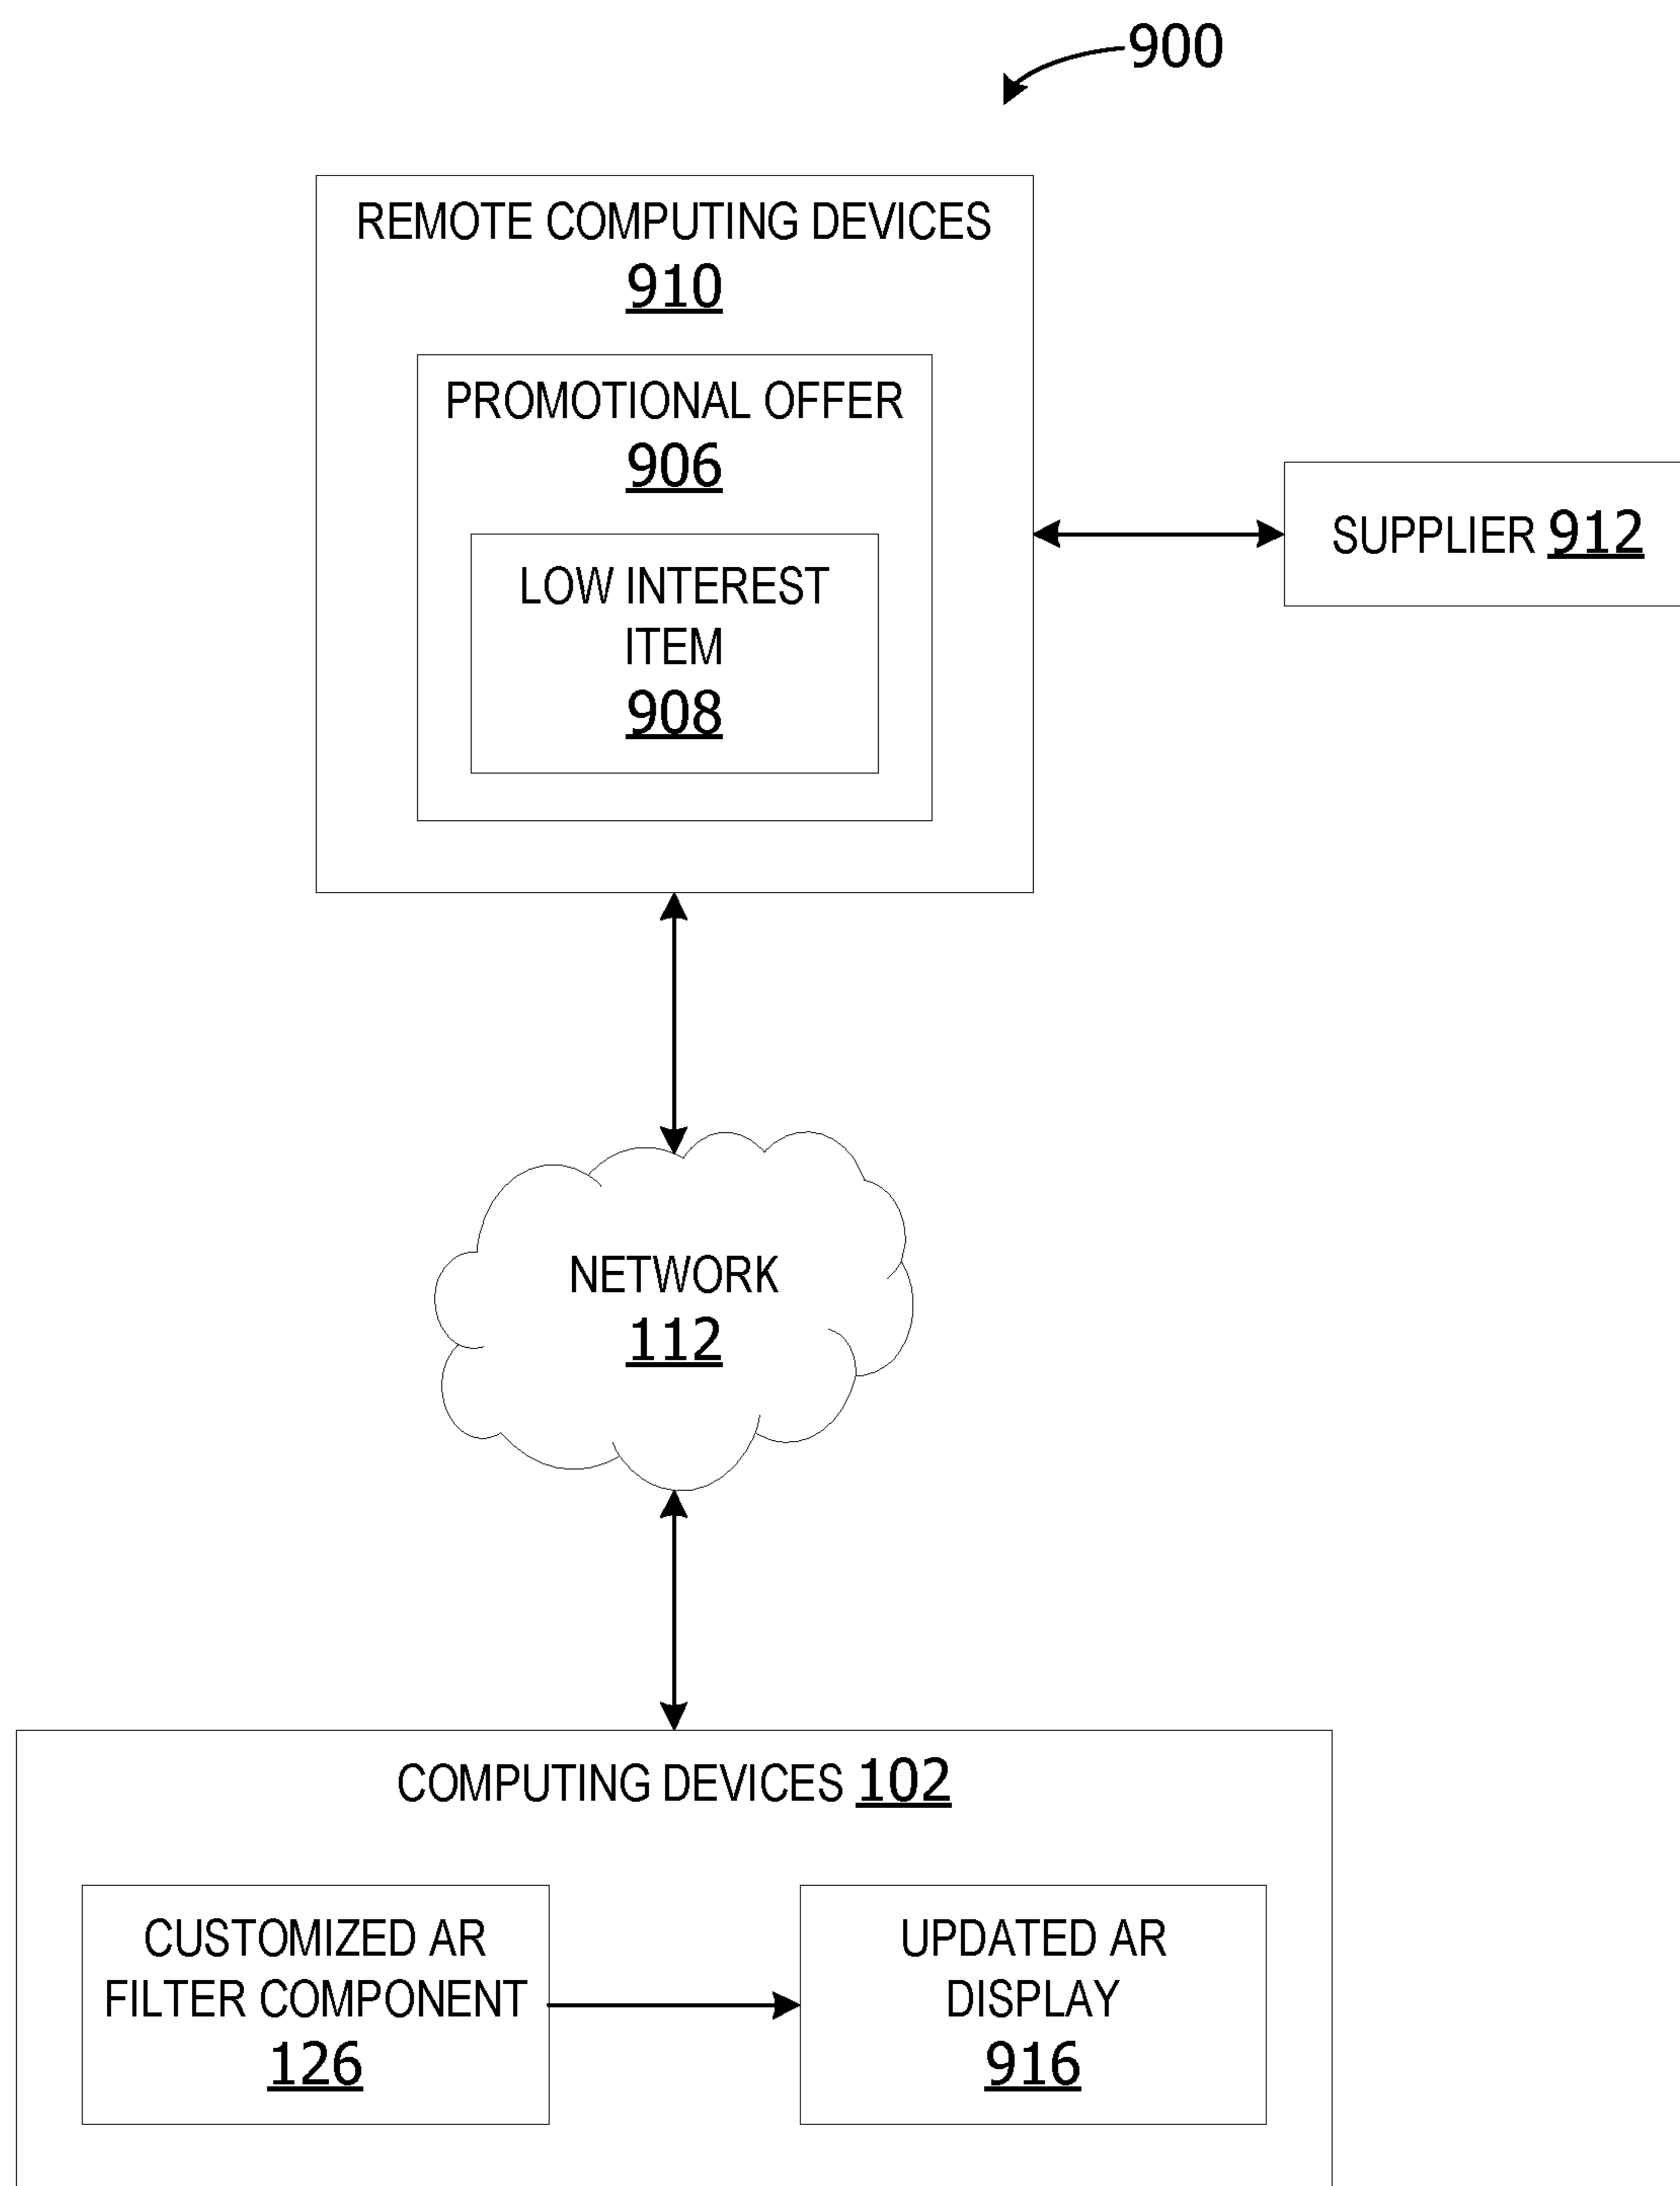 900
REMOTE COMPUTING DEVICES
910
PROMOTIONAL OFFER
906
LOW INTEREST
ITEM
908
SUPPLIER 912
NETWORK
112
COMPUTING DEVICES 102
CUSTOMIZED AR
FILTER COMPONENT
126
UPDATED AR
DISPLAY
916